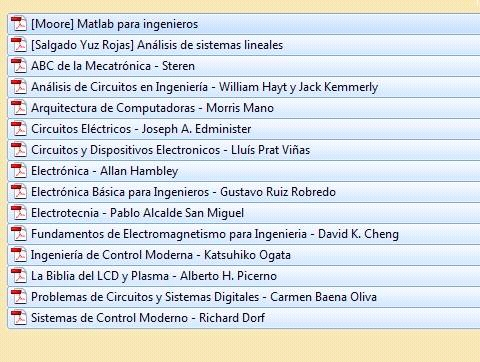 [Moore] Matlab para ingenieros
[Salgado Yuz Rojas] Análisis de sistemas lineales
ABC de la Mecatrónica - Steren
Análisis de Circuitos en Ingeniería - William Hayt y Jack Kemmerly
Arquitectura de Computadoras - Morris Mano
Circuitos Eléctricos - Joseph A. Edminister
Circuitos y Dispositivos Electronicos - Lluís Prat Viñas
Electrónica - Allan Hambley
Electrónica Básica para Ingenieros - Gustavo Ruiz Robredo
Electrotecnia - Pablo Alcalde San Miguel
Fundamentos de Electromagnetismo para Ingenieria - David K. Cheng
Ingeniería de Control Moderna - Katsuhiko Ogata
La Biblia del LCD y Plasma - Alberto H. Picerno
Problemas de Circuitos y Sistemas Digitales - Carmen Baena Oliva
Sistemas de Control Moderno - Richard Dorf